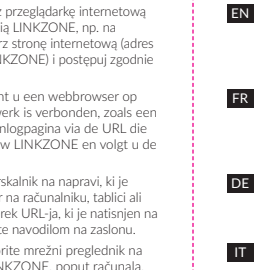 przeglądarkę internetową
ią LINKZONE, np. na
rz stronę internetową (adres
NKZONE) i postępuj zgodnie
nt u een webbrowser op
verk is verbonden, zoals een
nlogpagina via de URL die
w LINKZONE en volgt u de
skalnik na napravi, ki je
na računalniku, tablici ali
rek URL-ja, ki je natisnjen na
te navodilom na zaslonu.
rite mrežni preglednik na
NKZONE, poput računala
EN
FR
DE
IT